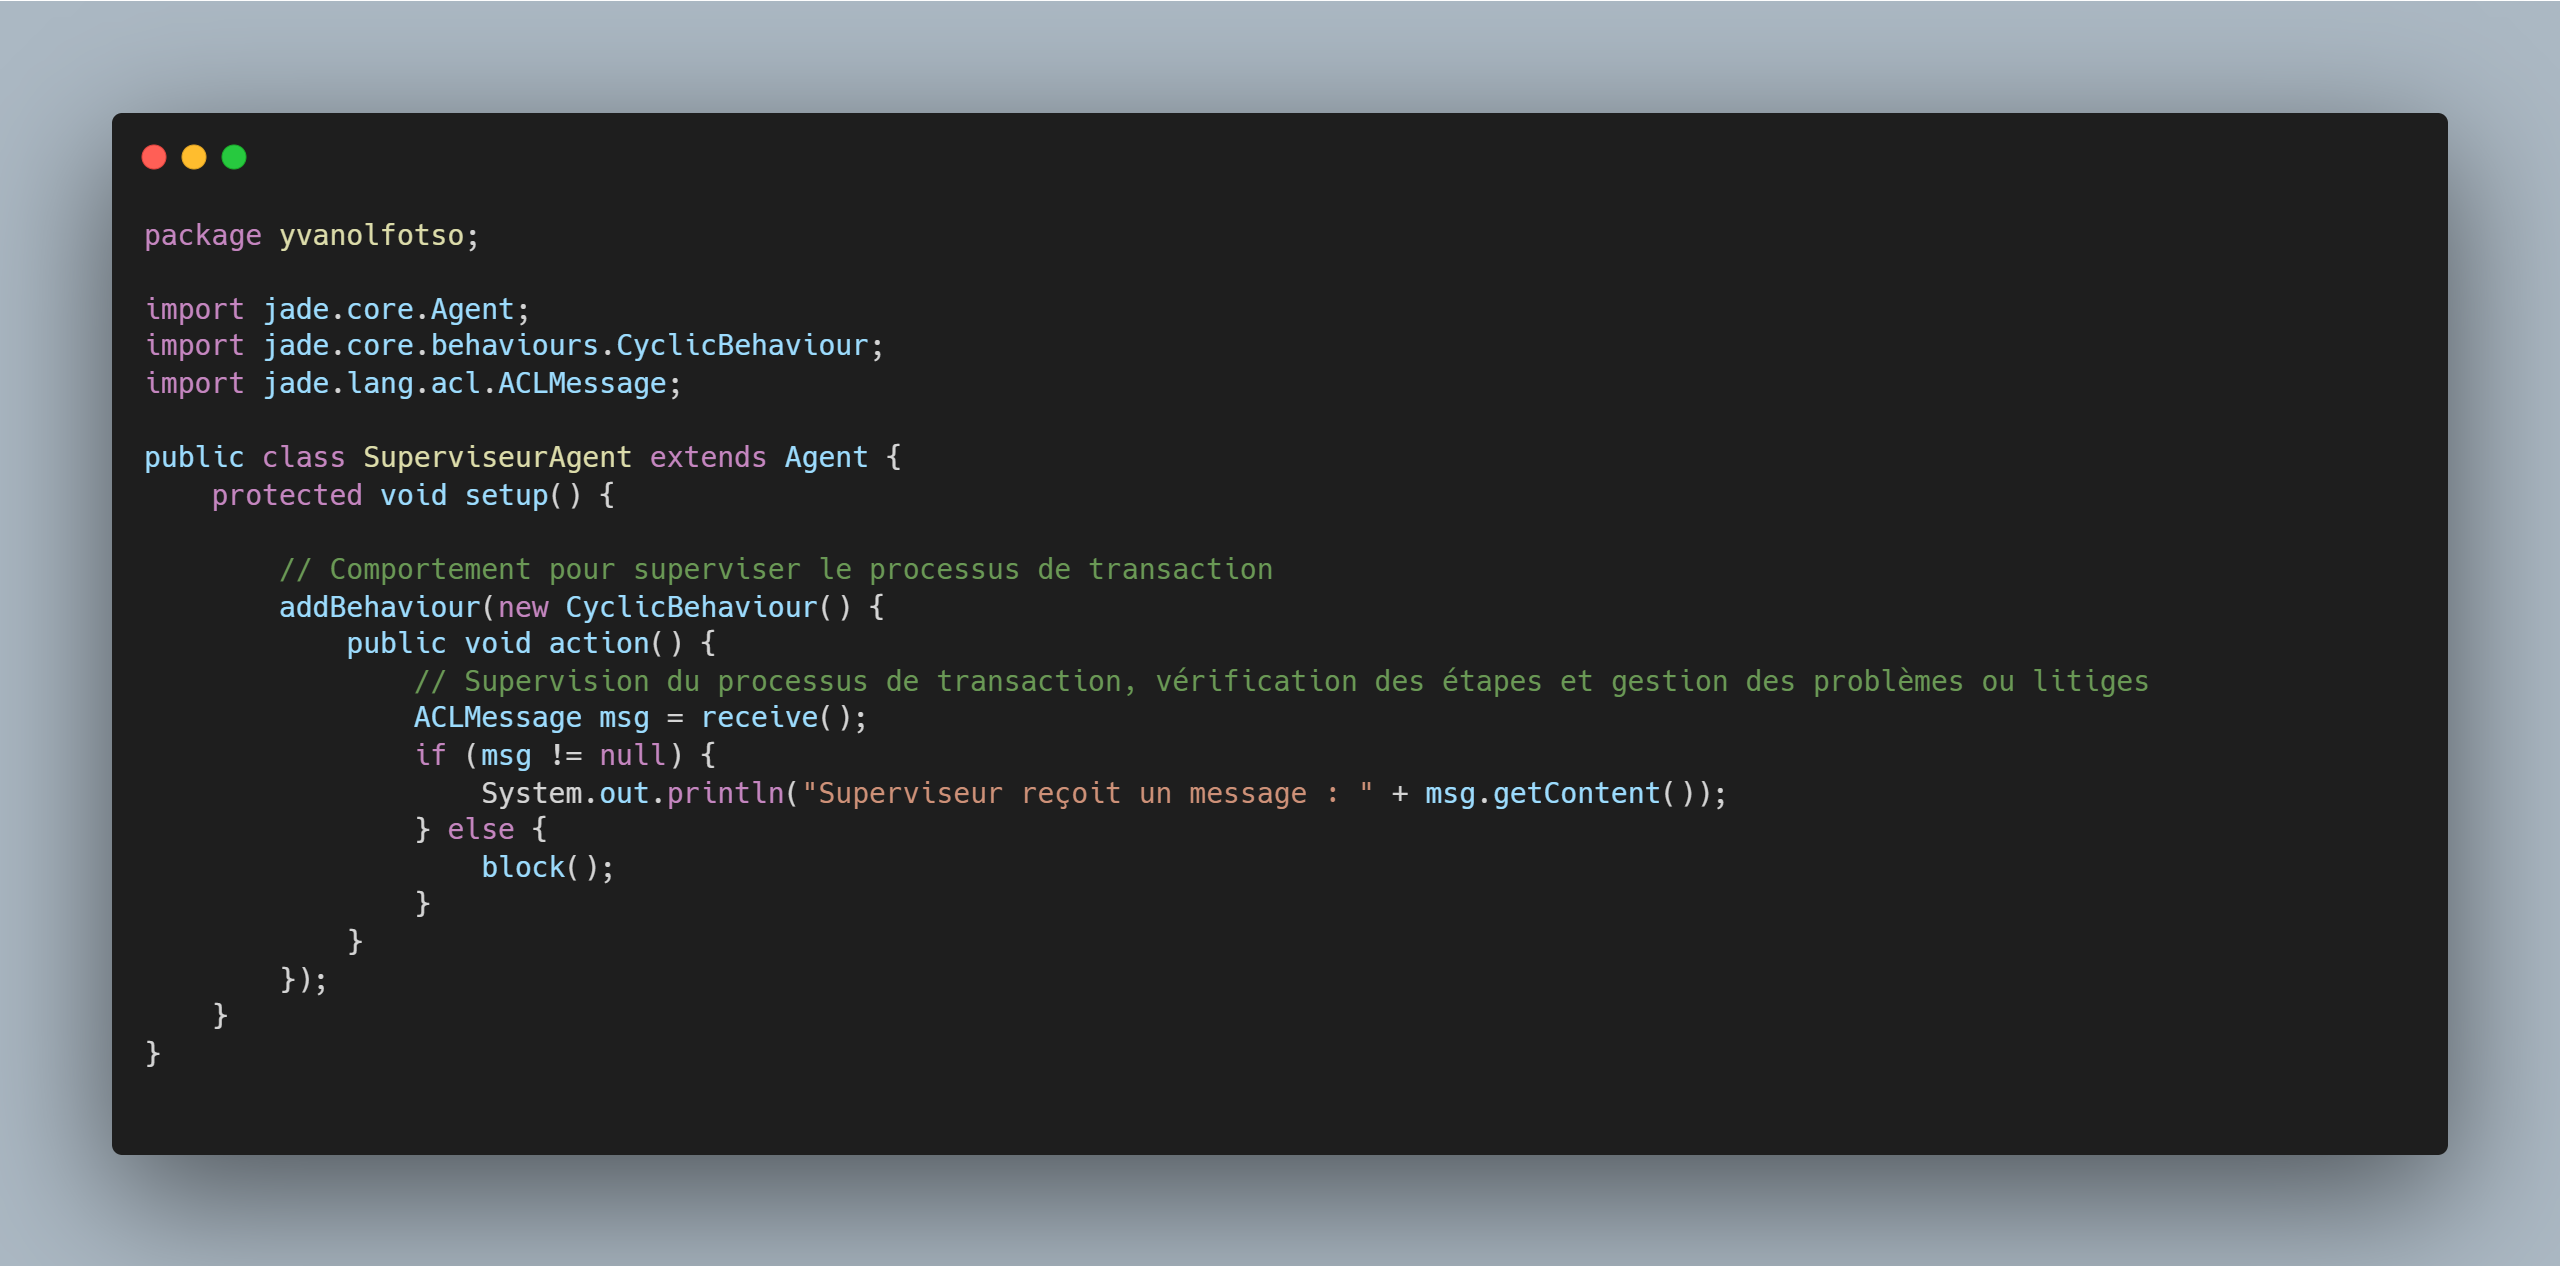 package yvanolfotso;
import jade.core.Agent;
import jade.core.behaviours.CyclicBehaviour;
import jade.lang.acl.ACLMessage;
public class SuperviseurAgent extends Agent {
    protected void setup() {
        // Comportement pour superviser le processus de transaction
        addBehaviour(new CyclicBehaviour() {
            public void action() {
                // Supervision du processus de transaction, vérification des étapes et gestion des problèmes ou litiges
                ACLMessage msg = receive();
                if (msg != null) {
                    System.out.println("Superviseur reçoit un message : " + msg.getContent());
                } else {
                    block();
                }
            }
        });
    }
}